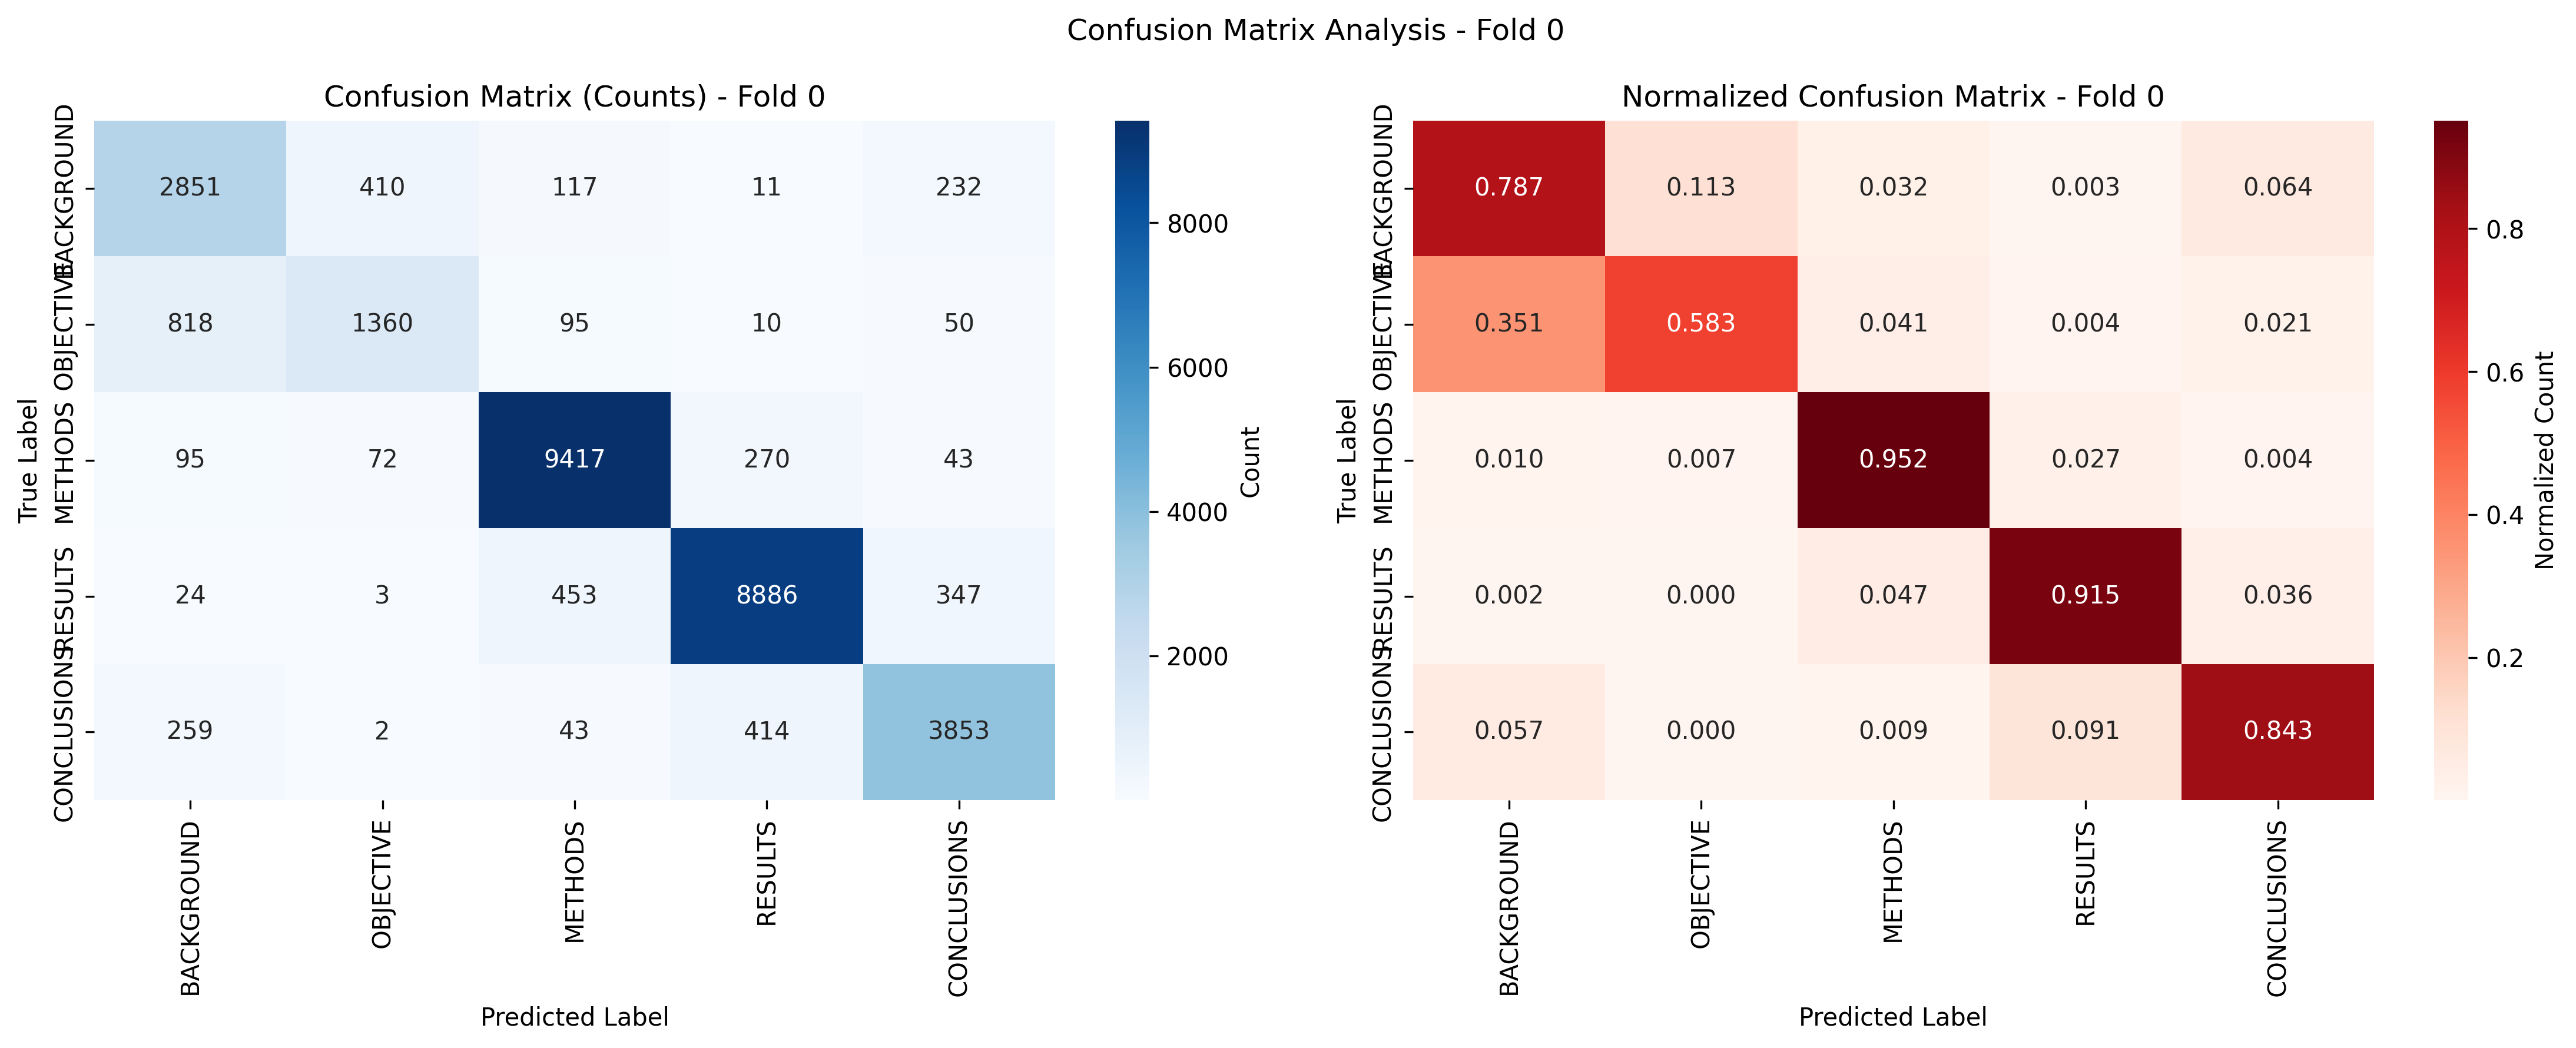 Confusion Matrix Analysis - Fold 0
Confusion Matrix (Counts) - Fold 0
True Label
BACKGROUND 2851 410 117 11 232
OBJECTIVE 818 1360 95 10 50
METHODS 95 72 9417 270 43
RESULTS 24 3 453 8886 347
CONCLUSIONS 259 2 43 414 3853
BACKGROUND OBJECTIVE METHODS RESULTS CONCLUSIONS
Predicted Label
8000
6000
4000
2000
Count
Normalized Confusion Matrix - Fold 0
True Label
BACKGROUND 0.787 0.113 0.032 0.003 0.064
OBJECTIVE 0.351 0.583 0.041 0.004 0.021
METHODS 0.010 0.007 0.952 0.027 0.004
RESULTS 0.002 0.000 0.047 0.915 0.036
CONCLUSIONS 0.057 0.000 0.009 0.091 0.843
BACKGROUND OBJECTIVE METHODS RESULTS CONCLUSIONS
Predicted Label
0.8
0.6
0.4
0.2
Normalized Count